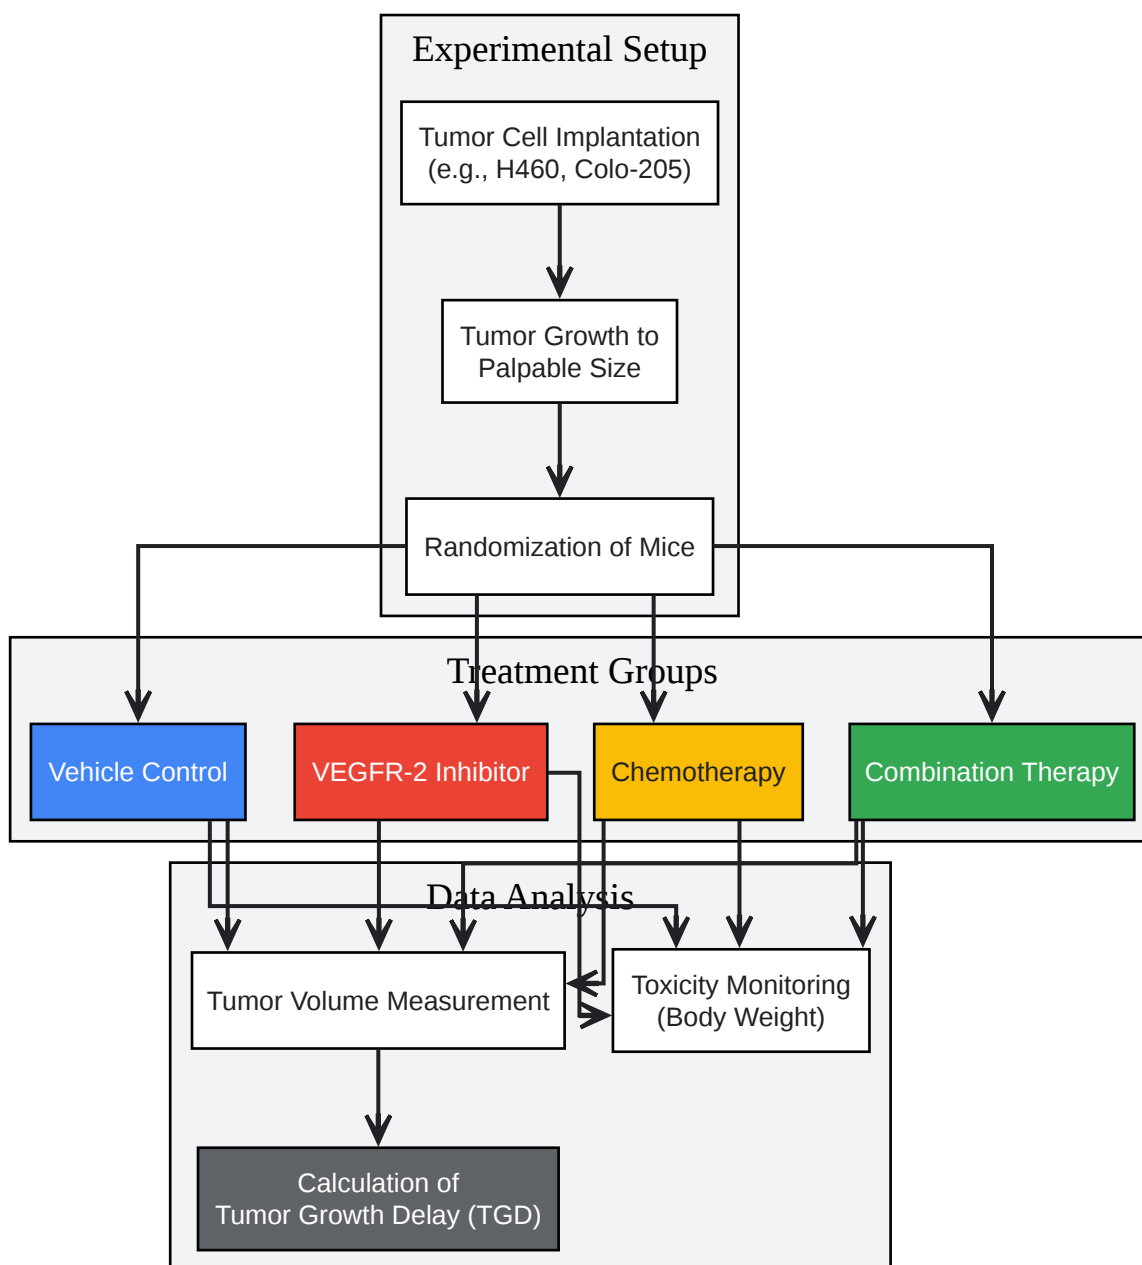 Experimental Setup
Tumor Cell Implantation
(e.g., H460, Colo-205)
Tumor Growth to
Palpable Size
Randomization of Mice
Treatment Groups
Vehicle Control
VEGFR-2 Inhibitor
Chemotherapy
Combination Therapy
Data Analysis
Tumor Volume Measurement
Toxicity Monitoring
(Body Weight)
Calculation of
Tumor Growth Delay (TGD)